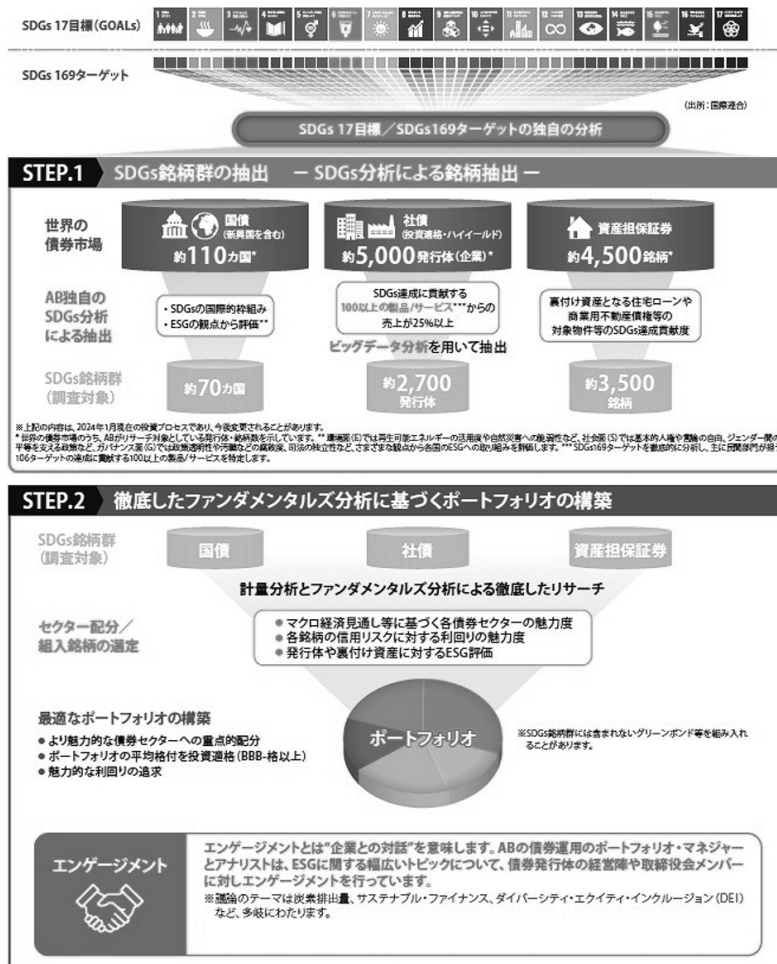 SDGs 17目標（GOALs）
1 2 3 4 5 6 7 8 9 10 11 12 13 14 15 16 17
SDGs 169ターゲット
（出所：国際連合）
SDGs 17目標／SDGs169ターゲットの独自の分析
STEP.1 SDGs銘柄群の抽出 － SDGs分析による銘柄抽出 －
世界の
債券市場
国債
（新興国を含む）
約110カ国*
社債
（投資適格・ハイイールド）
約5,000発行体（企業）*
資産担保証券
約4,500銘柄*
AB独自の
SDGs分析
による抽出
・SDGsの国際的枠組み
・ESGの観点から評価**
SDGs達成に貢献する
100以上の製品/サービス***からの
売上が25%以上
ビッグデータ分析を用いて抽出
裏付け資産となる住宅ローンや
商業用不動産債権等の
対象物件等のSDGs達成貢献度
SDGs銘柄群
（調査対象）
約70カ国
約2,700
発行体
約3,500
銘柄
※上記の内容は、2024年1月現在の投資プロセスであり、今後変更されることがあります。
* 世界の債券市場のうち、ABがリサーチ対象としている発行体・銘柄数を示しています。 ** 環境面（E）では再生可能エネルギーの活用度や自然災害への脆弱性など、社会面（S）では基本的人権や言論の自由、ジェンダー間の
平等を支える政策など、ガバナンス面（G）では政策透明性や汚職などの腐敗度、司法の独立性など、さまざまな観点から各国のESGへの取り組みを評価します。 *** SDGs169ターゲットを徹底的に分析し、主に民間部門が担う
106ターゲットの達成に貢献する100以上の製品/サービスを特定します。
STEP.2 徹底したファンダメンタルズ分析に基づくポートフォリオの構築
SDGs銘柄群
（調査対象）
国債
社債
資産担保証券
計量分析とファンダメンタルズ分析による徹底したリサーチ
セクター配分／
組入銘柄の選定
● マクロ経済見通し等に基づく各債券セクターの魅力度
● 各銘柄の信用リスクに対する利回りの魅力度
● 発行体や裏付け資産に対するESG評価
最適なポートフォリオの構築
● より魅力的な債券セクターへの重点的配分
● ポートフォリオの平均格付を投資適格（BBB-格以上）
● 魅力的な利回りの追求
ポートフォリオ
※SDGs銘柄群には含まれないグリーンボンド等を組み入れ
ることがあります。
エンゲージメント
エンゲージメントとは“企業との対話”を意味します。ABの債券運用のポートフォリオ・マネジャー
とアナリストは、ESGに関する幅広いトピックについて、債券発行体の経営陣や取締役会メンバー
に対しエンゲージメントを行っています。
※議論のテーマは炭素排出量、サステナブル・ファイナンス、ダイバーシティ・エクイティ・インクルージョン（DEI）
など、多岐にわたります。